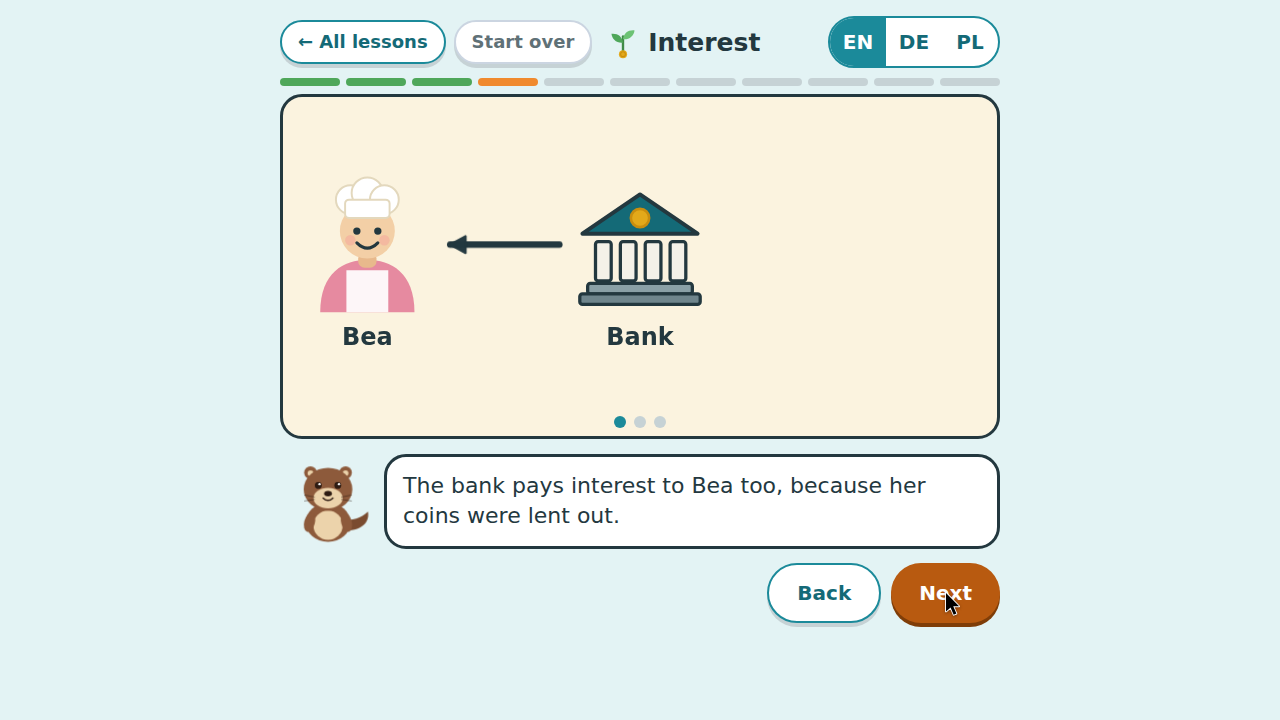 ← All lessons
Start over
Interest
EN
DE
PL
Bea
Bank
The bank pays interest to Bea too, because her
coins were lent out.
Back
Next